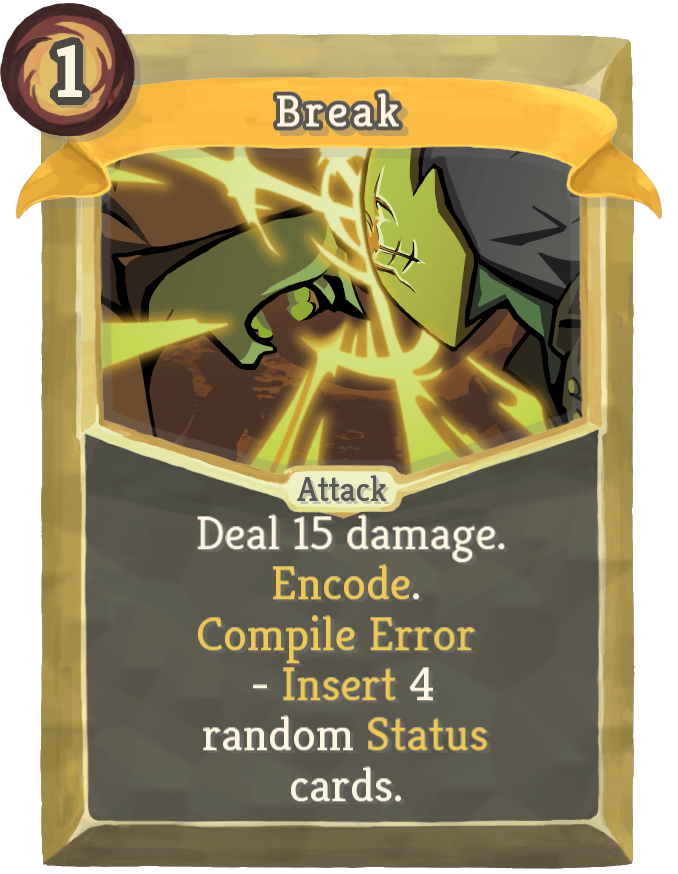 1
Break
Attack
Deal 15 damage.
Encode.
Compile Error
- Insert 4
random Status
cards.